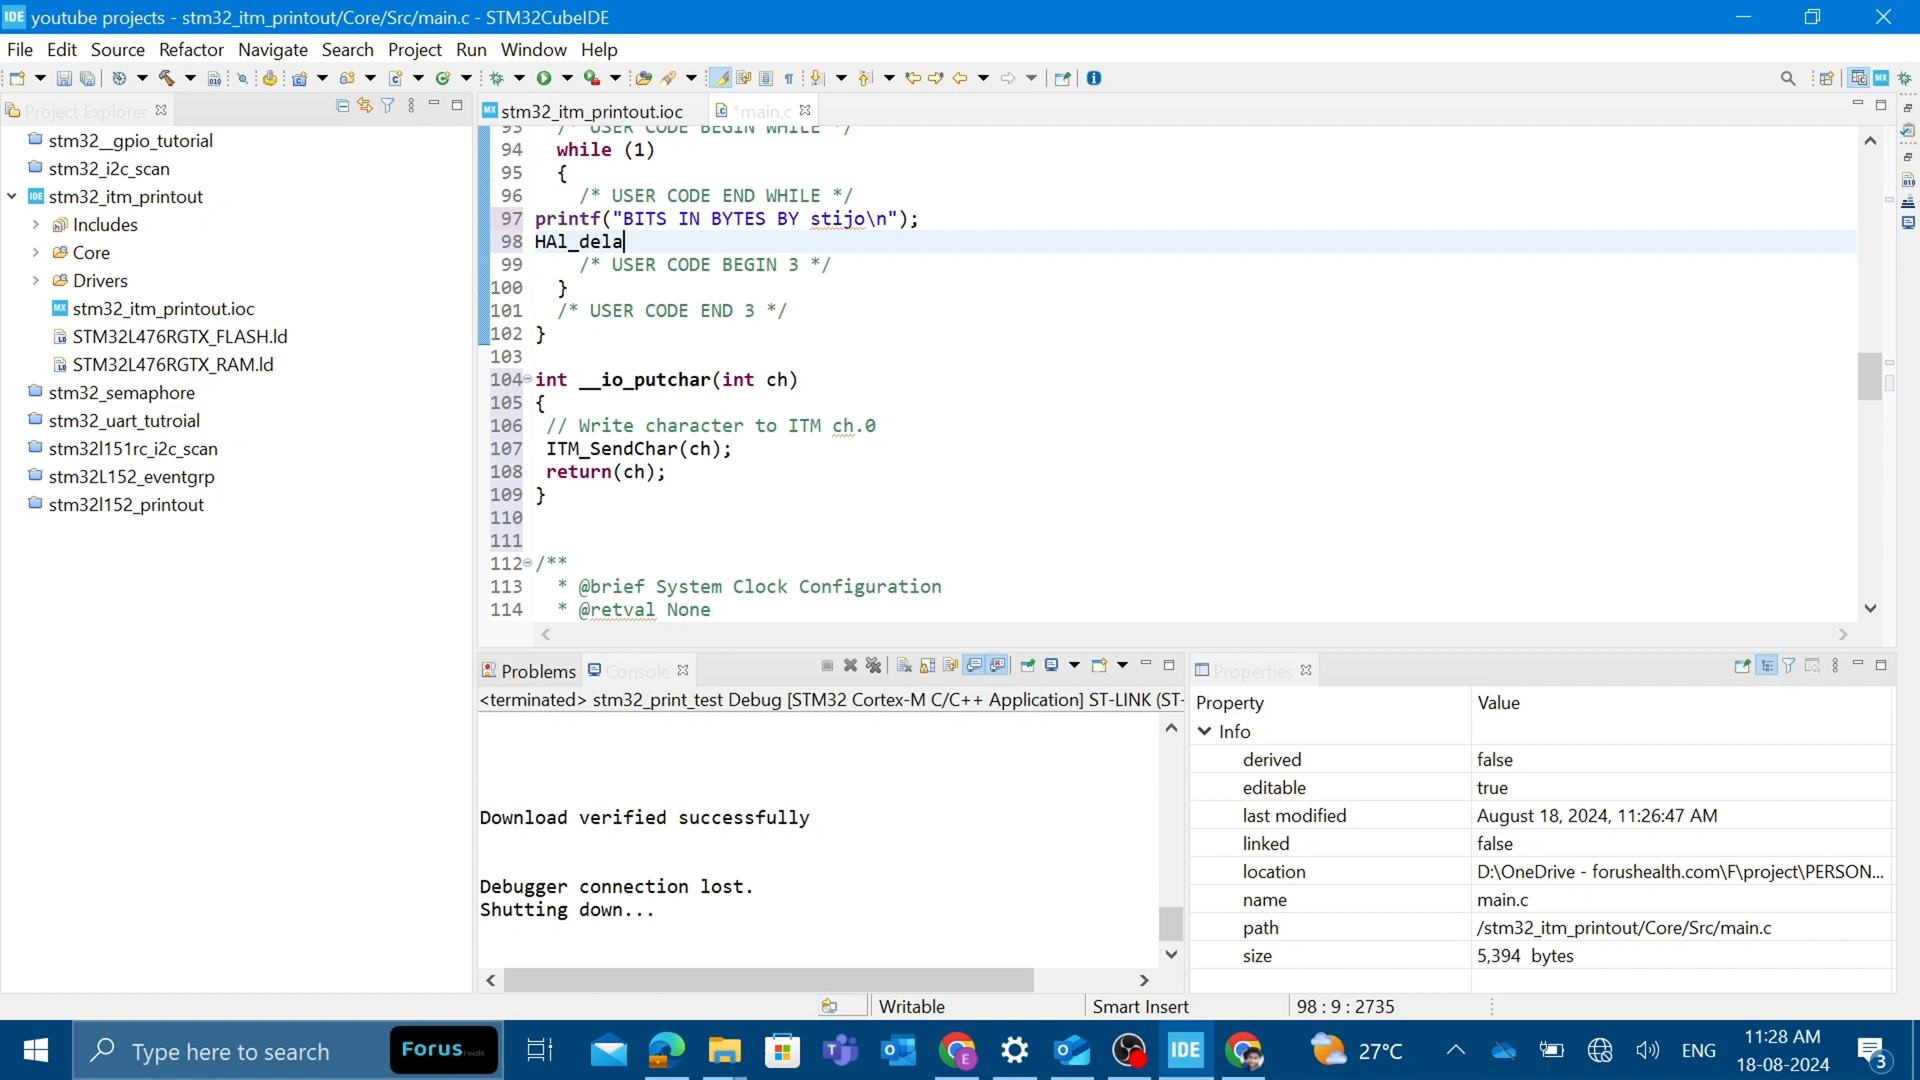 IDE youtube projects - stm32_itm_printout/Core/Src/main.c - STM32CubeIDE
File Edit Source Refactor Navigate Search Project Run Window Help
Project Explorer
stm32__gpio_tutorial
stm32_i2c_scan
IDE stm32_itm_printout
Includes
Core
Drivers
MX stm32_itm_printout.ioc
STM32L476RGTX_FLASH.ld
STM32L476RGTX_RAM.ld
stm32_semaphore
stm32_uart_tutroial
stm32l151rc_i2c_scan
stm32L152_eventgrp
stm32l152_printout
MX stm32_itm_printout.ioc *main.c
93 /* USER CODE BEGIN WHILE */
94 while (1)
95 {
96 /* USER CODE END WHILE */
97 printf("BITS IN BYTES BY stijo\n");
98 HAl_dela
99 /* USER CODE BEGIN 3 */
100 }
101 /* USER CODE END 3 */
102 }
103
104 int __io_putchar(int ch)
105 {
106 // Write character to ITM ch.0
107 ITM_SendChar(ch);
108 return(ch);
109 }
110
111
112 /**
113 * @brief System Clock Configuration
114 * @retval None
Problems Console
<terminated> stm32_print_test Debug [STM32 Cortex-M C/C++ Application] ST-LINK (ST-
Download verified successfully
Debugger connection lost.
Shutting down...
Properties
Property Value
Info
derived false
editable true
last modified August 18, 2024, 11:26:47 AM
linked false
location D:\OneDrive - forushealth.com\F\project\PERSON...
name main.c
path /stm32_itm_printout/Core/Src/main.c
size 5,394 bytes
Writable Smart Insert 98 : 9 : 2735
Type here to search Forus Health
IDE
27°C ENG
11:28 AM
18-08-2024
3